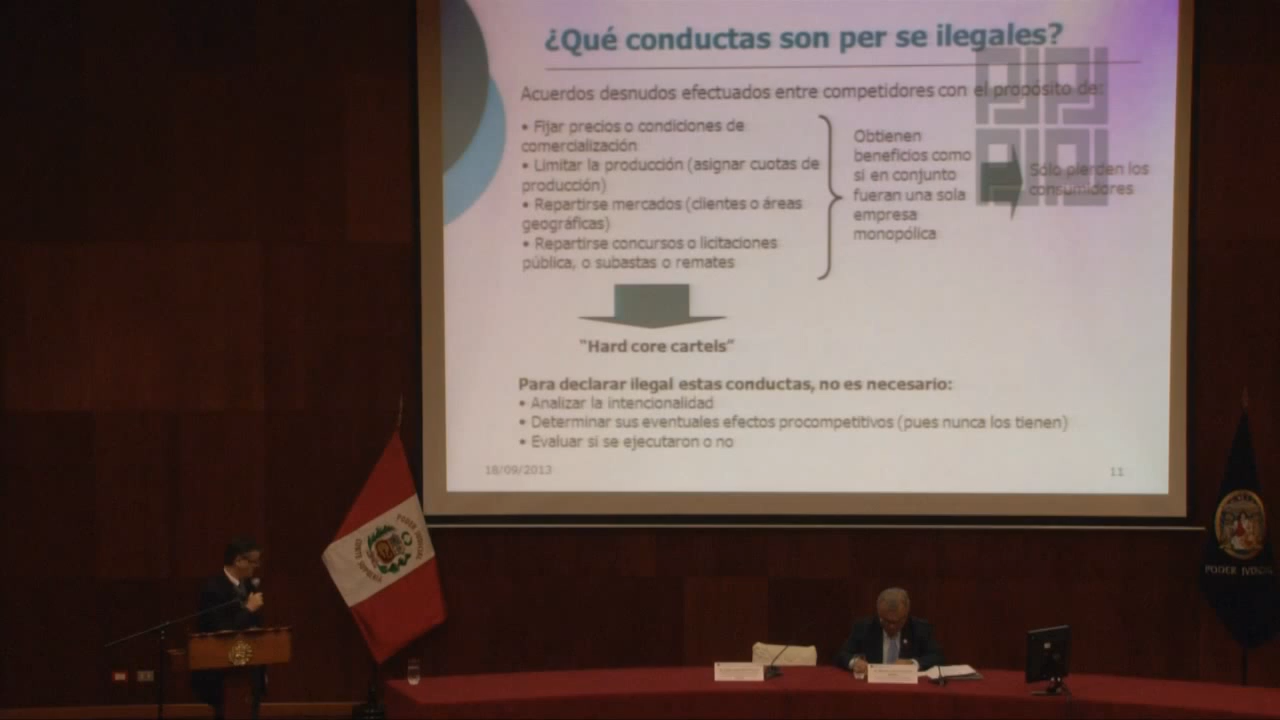 ¿Qué conductas son per se ilegales?
Acuerdos desnudos efectuados entre competidores con el propósito de:
• Fijar precios o condiciones de
comercialización
• Limitar la producción (asignar cuotas de
producción)
• Repartirse mercados (clientes o áreas
geográficas)
• Repartirse concursos o licitaciones
pública, o subastas o remates
Obtienen
beneficios como
si en conjunto
fueran una sola
empresa
monopólica
Sólo pierden los
consumidores
"Hard core cartels"
Para declarar ilegal estas conductas, no es necesario:
• Analizar la intencionalidad
• Determinar sus eventuales efectos procompetitivos (pues nunca los tienen)
• Evaluar si se ejecutaron o no
18/09/2013
11
PODER JUDICIAL
PODER JUDIC